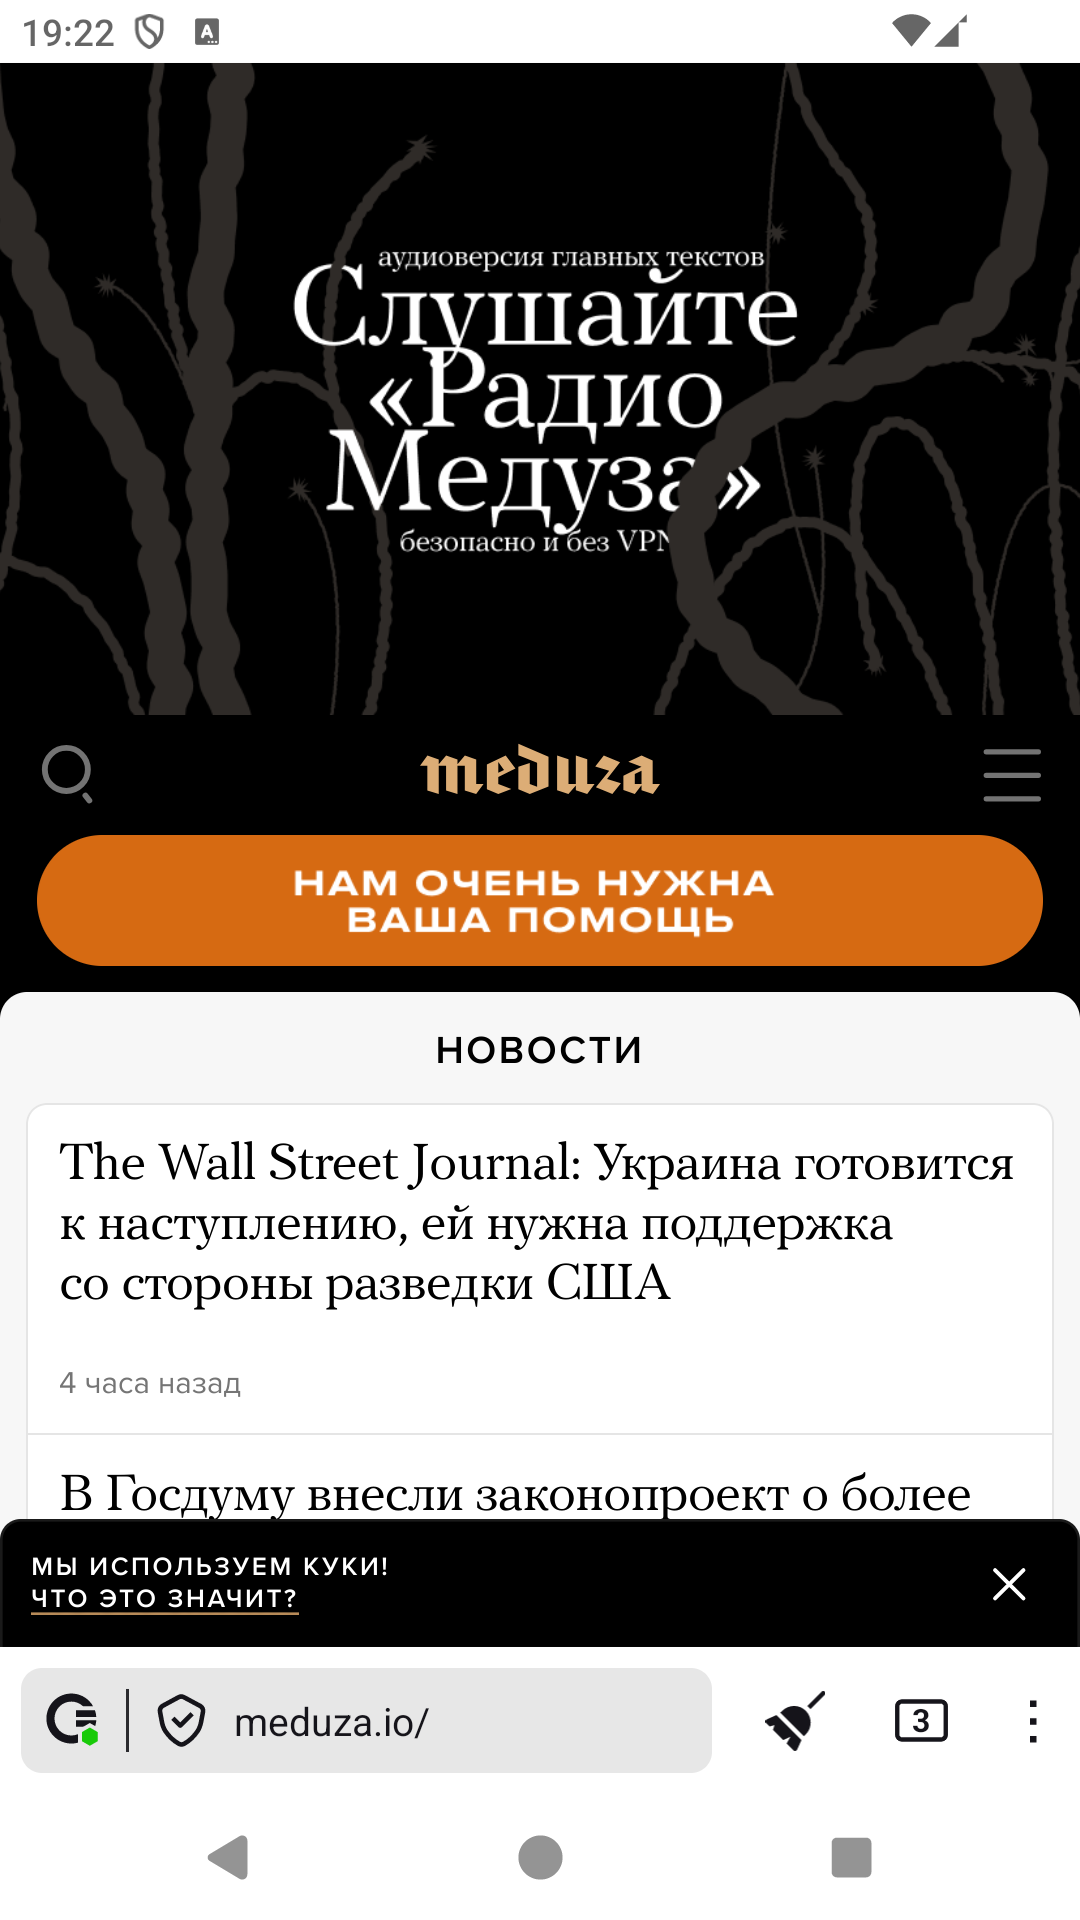 19:22
аудиоверсия главных текстов
Слушайте
«Радио
Медуза»
безопасно и без VPN
meduza
НАМ ОЧЕНЬ НУЖНА
ВАША ПОМОЩЬ
НОВОСТИ
The Wall Street Journal: Украина готовится
к наступлению, ей нужна поддержка
со стороны разведки США
4 часа назад
В Госдуму внесли законопроект о более
МЫ ИСПОЛЬЗУЕМ КУКИ!
ЧТО ЭТО ЗНАЧИТ?
meduza.io/
3